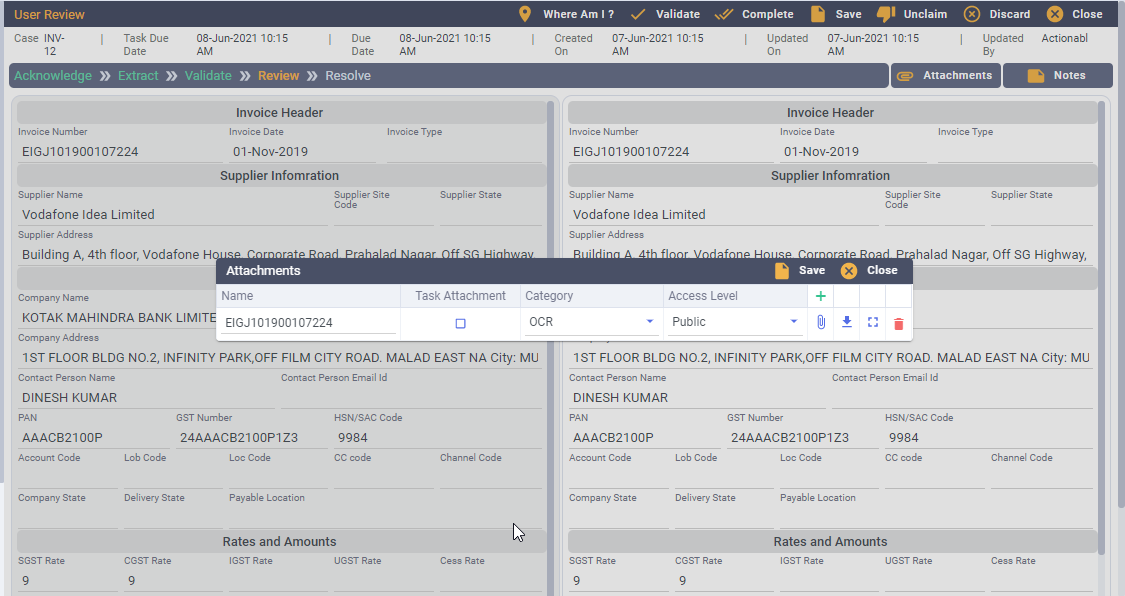 User Review Where Am I ? Validate Complete Save Unclaim Discard Close
Case INV-12 | Task Due Date 08-Jun-2021 10:15 AM | Due Date 08-Jun-2021 10:15 AM | Created On 07-Jun-2021 10:15 AM | Updated On 07-Jun-2021 10:15 AM | Updated By Actionabl
Acknowledge » Extract » Validate » Review » Resolve Attachments Notes
Invoice Header Invoice Header
Invoice Number Invoice Date Invoice Type Invoice Number Invoice Date Invoice Type
EIGJ101900107224 01-Nov-2019 EIGJ101900107224 01-Nov-2019
Supplier Infomration Supplier Infomration
Supplier Name Supplier Site Code Supplier State Supplier Name Supplier Site Code Supplier State
Vodafone Idea Limited Vodafone Idea Limited
Supplier Address Supplier Address
Building A, 4th floor, Vodafone House, Corporate Road, Prahalad Nagar, Off SG Highway, Building A, 4th floor, Vodafone House, Corporate Road, Prahalad Nagar, Off SG Highway,
Attachments Save Close
Name Task Attachment Category Access Level +
EIGJ101900107224 OCR Public
Company Name
KOTAK MAHINDRA BANK LIMITE
Company Address Company Address
1ST FLOOR BLDG NO.2, INFINITY PARK,OFF FILM CITY ROAD. MALAD EAST NA City: MU 1ST FLOOR BLDG NO.2, INFINITY PARK,OFF FILM CITY ROAD. MALAD EAST NA City: MU
Contact Person Name Contact Person Email Id Contact Person Name Contact Person Email Id
DINESH KUMAR DINESH KUMAR
PAN GST Number HSN/SAC Code PAN GST Number HSN/SAC Code
AAACB2100P 24AAACB2100P1Z3 9984 AAACB2100P 24AAACB2100P1Z3 9984
Account Code Lob Code Loc Code CC code Channel Code Account Code Lob Code Loc Code CC code Channel Code
Company State Delivery State Payable Location Company State Delivery State Payable Location
Rates and Amounts Rates and Amounts
SGST Rate CGST Rate IGST Rate UGST Rate Cess Rate SGST Rate CGST Rate IGST Rate UGST Rate Cess Rate
9 9 9 9